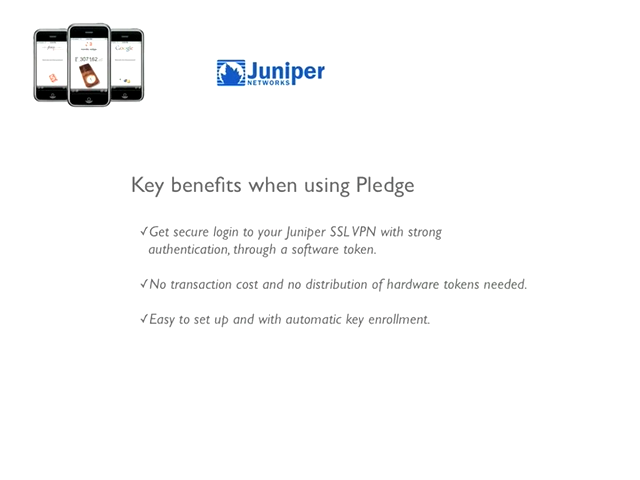 Juniper
NETWORKS
Key benefits when using Pledge
✓Get secure login to your Juniper SSL VPN with strong
authentication, through a software token.
✓No transaction cost and no distribution of hardware tokens needed.
✓Easy to set up and with automatic key enrollment.